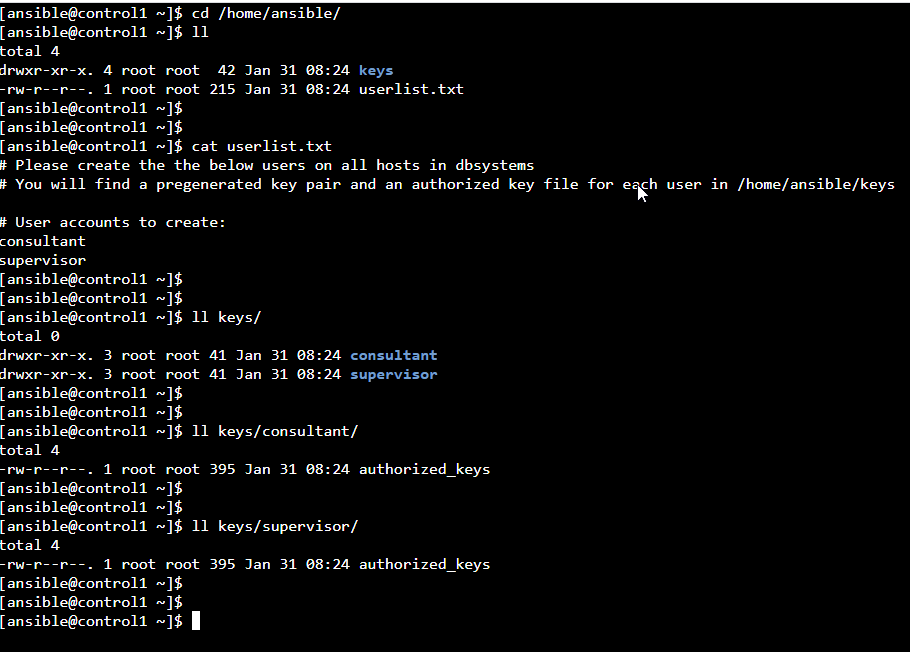 [ansible@control1 ~]$ cd /home/ansible/
[ansible@control1 ~]$ ll
total 4
drwxr-xr-x. 4 root root  42 Jan 31 08:24 keys
-rw-r--r--. 1 root root 215 Jan 31 08:24 userlist.txt
[ansible@control1 ~]$
[ansible@control1 ~]$
[ansible@control1 ~]$ cat userlist.txt
# Please create the the below users on all hosts in dbsystems
# You will find a pregenerated key pair and an authorized key file for each user in /home/ansible/keys

# User accounts to create:
consultant
supervisor
[ansible@control1 ~]$
[ansible@control1 ~]$
[ansible@control1 ~]$ ll keys/
total 0
drwxr-xr-x. 3 root root 41 Jan 31 08:24 consultant
drwxr-xr-x. 3 root root 41 Jan 31 08:24 supervisor
[ansible@control1 ~]$
[ansible@control1 ~]$
[ansible@control1 ~]$ ll keys/consultant/
total 4
-rw-r--r--. 1 root root 395 Jan 31 08:24 authorized_keys
[ansible@control1 ~]$
[ansible@control1 ~]$
[ansible@control1 ~]$ ll keys/supervisor/
total 4
-rw-r--r--. 1 root root 395 Jan 31 08:24 authorized_keys
[ansible@control1 ~]$
[ansible@control1 ~]$
[ansible@control1 ~]$